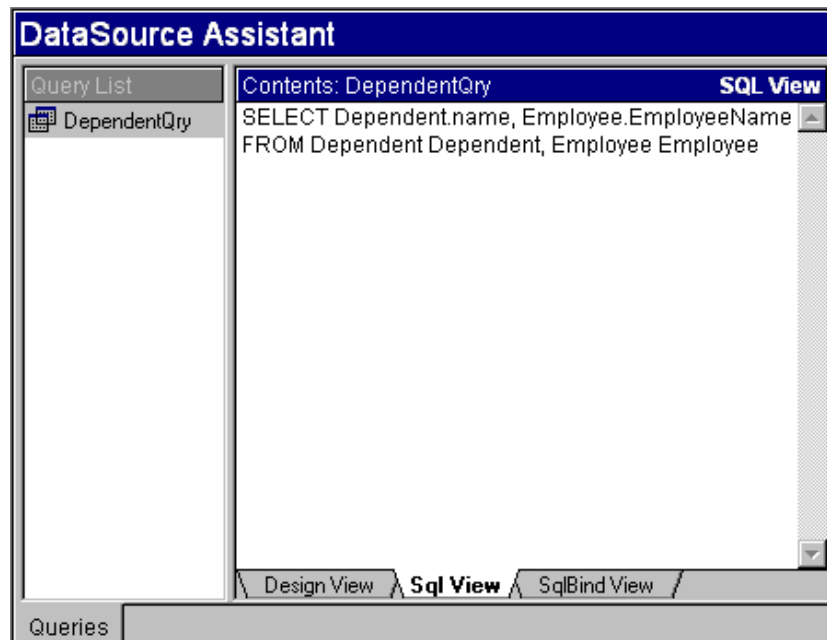 DataSource Assistant
Query List
DependentQry
Contents: DependentQry SQL View
SELECT Dependent.name, Employee.EmployeeName
FROM Dependent Dependent, Employee Employee
Design View Sql View SqlBind View
Queries